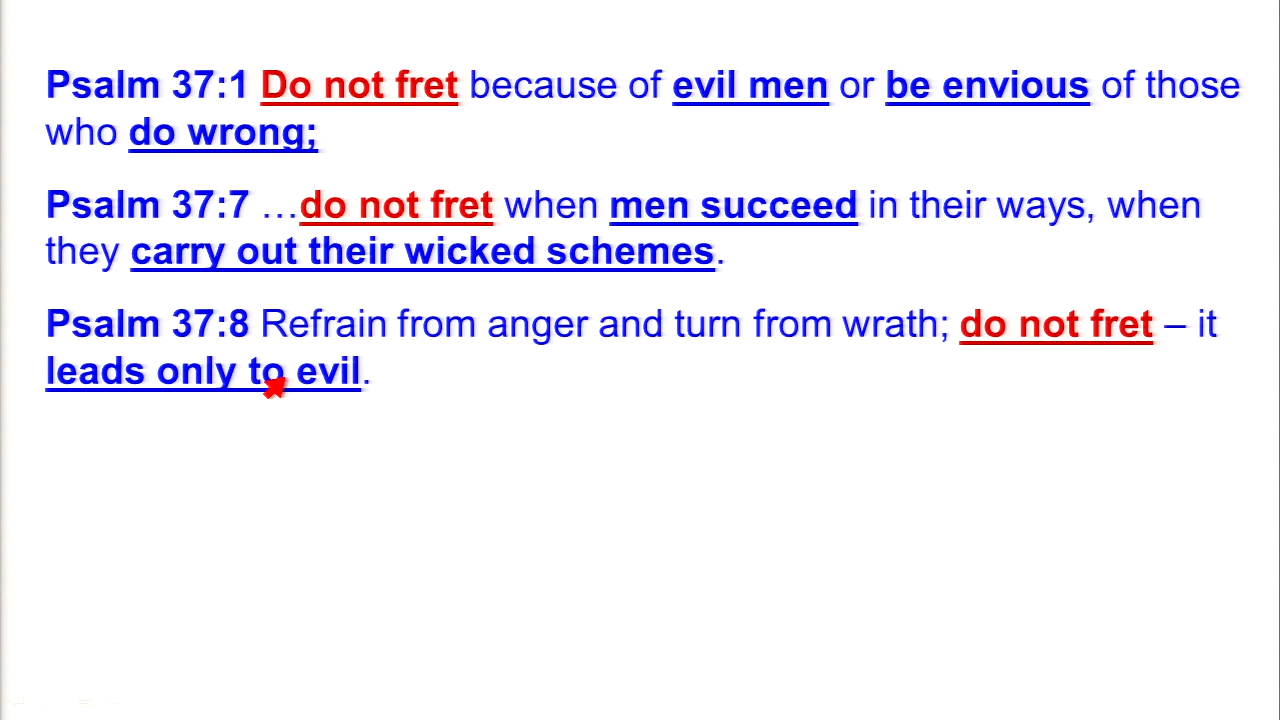 Psalm 37:1 Do not fret because of evil men or be envious of those
who do wrong;
Psalm 37:7 …do not fret when men succeed in their ways, when
they carry out their wicked schemes.
Psalm 37:8 Refrain from anger and turn from wrath; do not fret – it
leads only to evil.